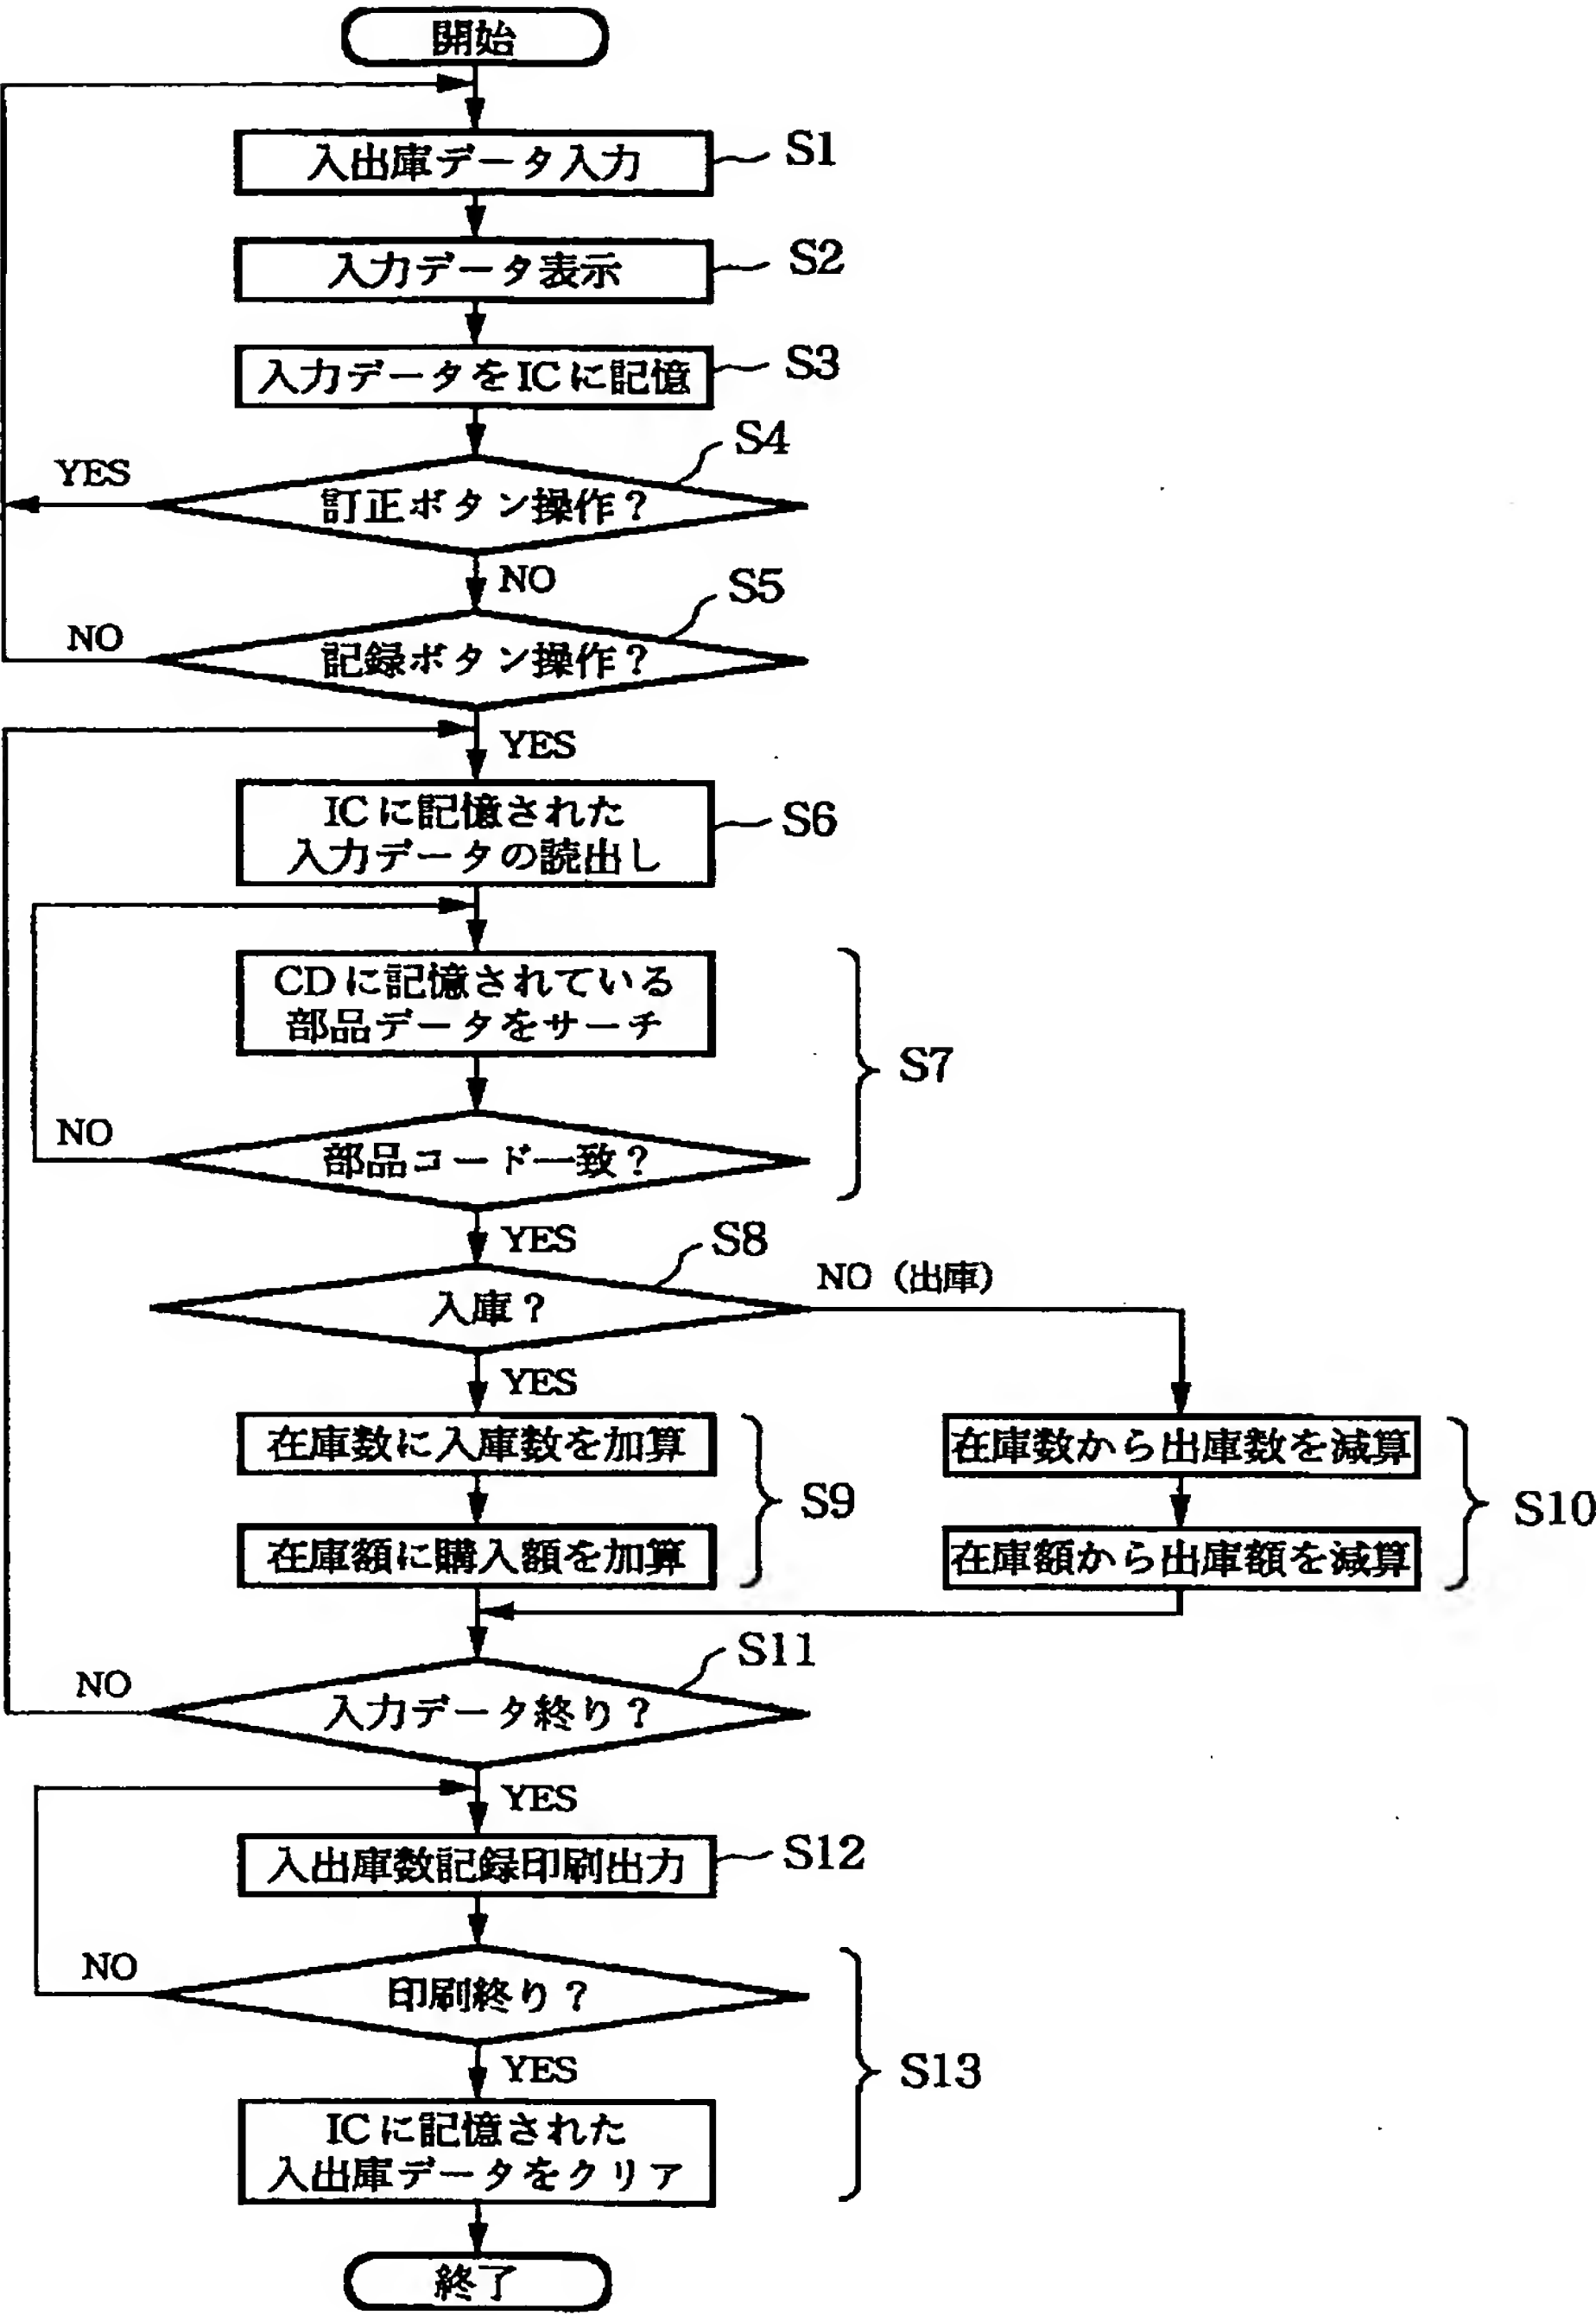 開始
入出庫データ入力
S1
入力データ表示
S2
入力データをICに記憶
S3
S4
YES
訂正ボタン操作？
NO
S5
NO
記録ボタン操作？
YES
ICに記憶された
入力データの読出し
S6
CDに記憶されている
部品データをサーチ
S7
NO
部品コード一致？
YES
S8
NO（出庫）
入庫？
YES
在庫数に入庫数を加算
在庫額に購入額を加算
S9
在庫数から出庫数を減算
在庫額から出庫額を減算
S10
S11
NO
入力データ終り？
YES
入出庫数記録印刷出力
S12
NO
印刷終り？
YES
S13
ICに記憶された
入出庫データをクリア
終了